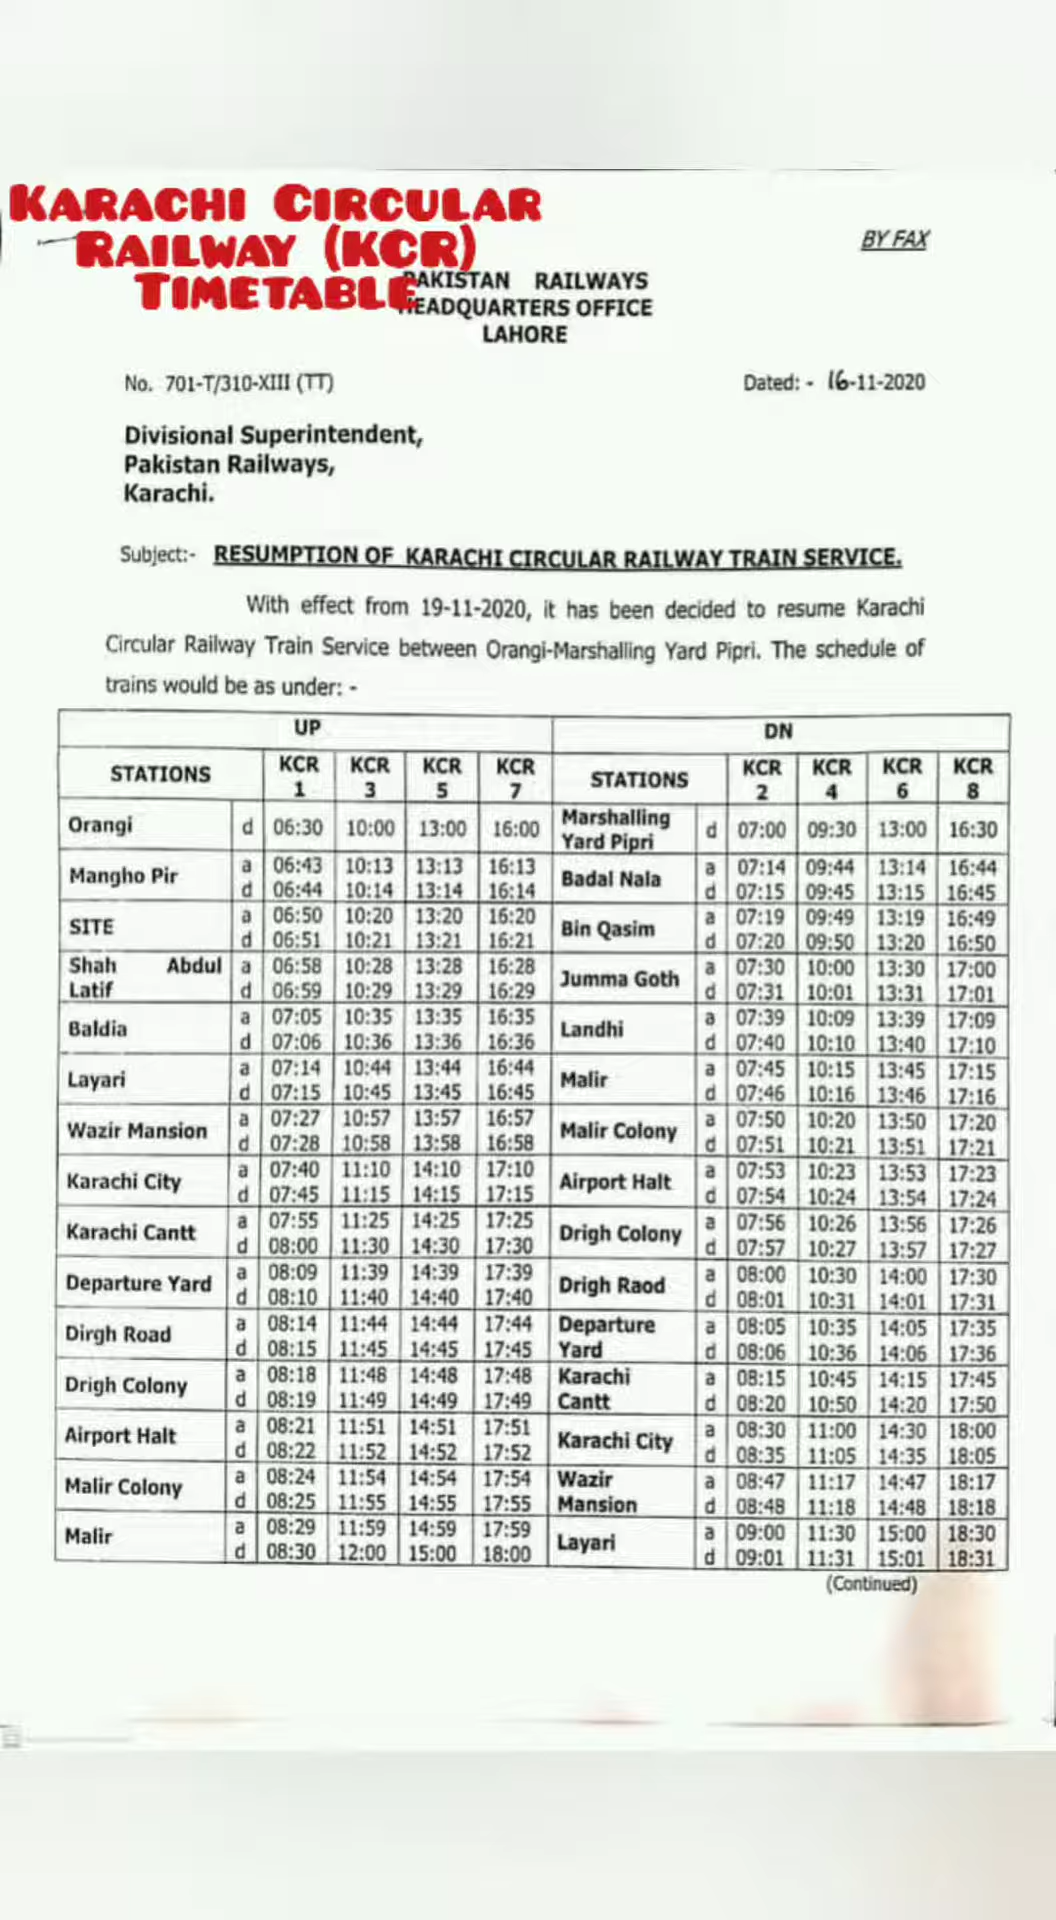 KARACHI CIRCULAR
RAILWAY (KCR)
TIMETABLE
BY FAX
PAKISTAN RAILWAYS
HEADQUARTERS OFFICE
LAHORE
No. 701-T/310-XIII (TT) Dated: - 16-11-2020
Divisional Superintendent,
Pakistan Railways,
Karachi.
Subject:- RESUMPTION OF KARACHI CIRCULAR RAILWAY TRAIN SERVICE.
With effect from 19-11-2020, it has been decided to resume Karachi
Circular Railway Train Service between Orangi-Marshalling Yard Pipri. The schedule of
trains would be as under: -
UP DN
STATIONS KCR 1 KCR 3 KCR 5 KCR 7 STATIONS KCR 2 KCR 4 KCR 6 KCR 8
Orangi d 06:30 10:00 13:00 16:00 Marshalling Yard Pipri d 07:00 09:30 13:00 16:30
Mangho Pir a 06:43 10:13 13:13 16:13 Badal Nala a 07:14 09:44 13:14 16:44
d 06:44 10:14 13:14 16:14 d 07:15 09:45 13:15 16:45
SITE a 06:50 10:20 13:20 16:20 Bin Qasim a 07:19 09:49 13:19 16:49
d 06:51 10:21 13:21 16:21 d 07:20 09:50 13:20 16:50
Shah Abdul a 06:58 10:28 13:28 16:28 Jumma Goth a 07:30 10:00 13:30 17:00
Latif d 06:59 10:29 13:29 16:29 d 07:31 10:01 13:31 17:01
Baldia a 07:05 10:35 13:35 16:35 Landhi a 07:39 10:09 13:39 17:09
d 07:06 10:36 13:36 16:36 d 07:40 10:10 13:40 17:10
Layari a 07:14 10:44 13:44 16:44 Malir a 07:45 10:15 13:45 17:15
d 07:15 10:45 13:45 16:45 d 07:46 10:16 13:46 17:16
Wazir Mansion a 07:27 10:57 13:57 16:57 Malir Colony a 07:50 10:20 13:50 17:20
d 07:28 10:58 13:58 16:58 d 07:51 10:21 13:51 17:21
Karachi City a 07:40 11:10 14:10 17:10 Airport Halt a 07:53 10:23 13:53 17:23
d 07:45 11:15 14:15 17:15 d 07:54 10:24 13:54 17:24
Karachi Cantt a 07:55 11:25 14:25 17:25 Drigh Colony a 07:56 10:26 13:56 17:26
d 08:00 11:30 14:30 17:30 d 07:57 10:27 13:57 17:27
Departure Yard a 08:09 11:39 14:39 17:39 Drigh Raod a 08:00 10:30 14:00 17:30
d 08:10 11:40 14:40 17:40 d 08:01 10:31 14:01 17:31
Dirgh Road a 08:14 11:44 14:44 17:44 Departure a 08:05 10:35 14:05 17:35
d 08:15 11:45 14:45 17:45 Yard d 08:06 10:36 14:06 17:36
Drigh Colony a 08:18 11:48 14:48 17:48 Karachi a 08:15 10:45 14:15 17:45
d 08:19 11:49 14:49 17:49 Cantt d 08:20 10:50 14:20 17:50
Airport Halt a 08:21 11:51 14:51 17:51 Karachi City a 08:30 11:00 14:30 18:00
d 08:22 11:52 14:52 17:52 d 08:35 11:05 14:35 18:05
Malir Colony a 08:24 11:54 14:54 17:54 Wazir a 08:47 11:17 14:47 18:17
d 08:25 11:55 14:55 17:55 Mansion d 08:48 11:18 14:48 18:18
Malir a 08:29 11:59 14:59 17:59 Layari a 09:00 11:30 15:00 18:30
d 08:30 12:00 15:00 18:00 d 09:01 11:31 15:01 18:31
(Continued)